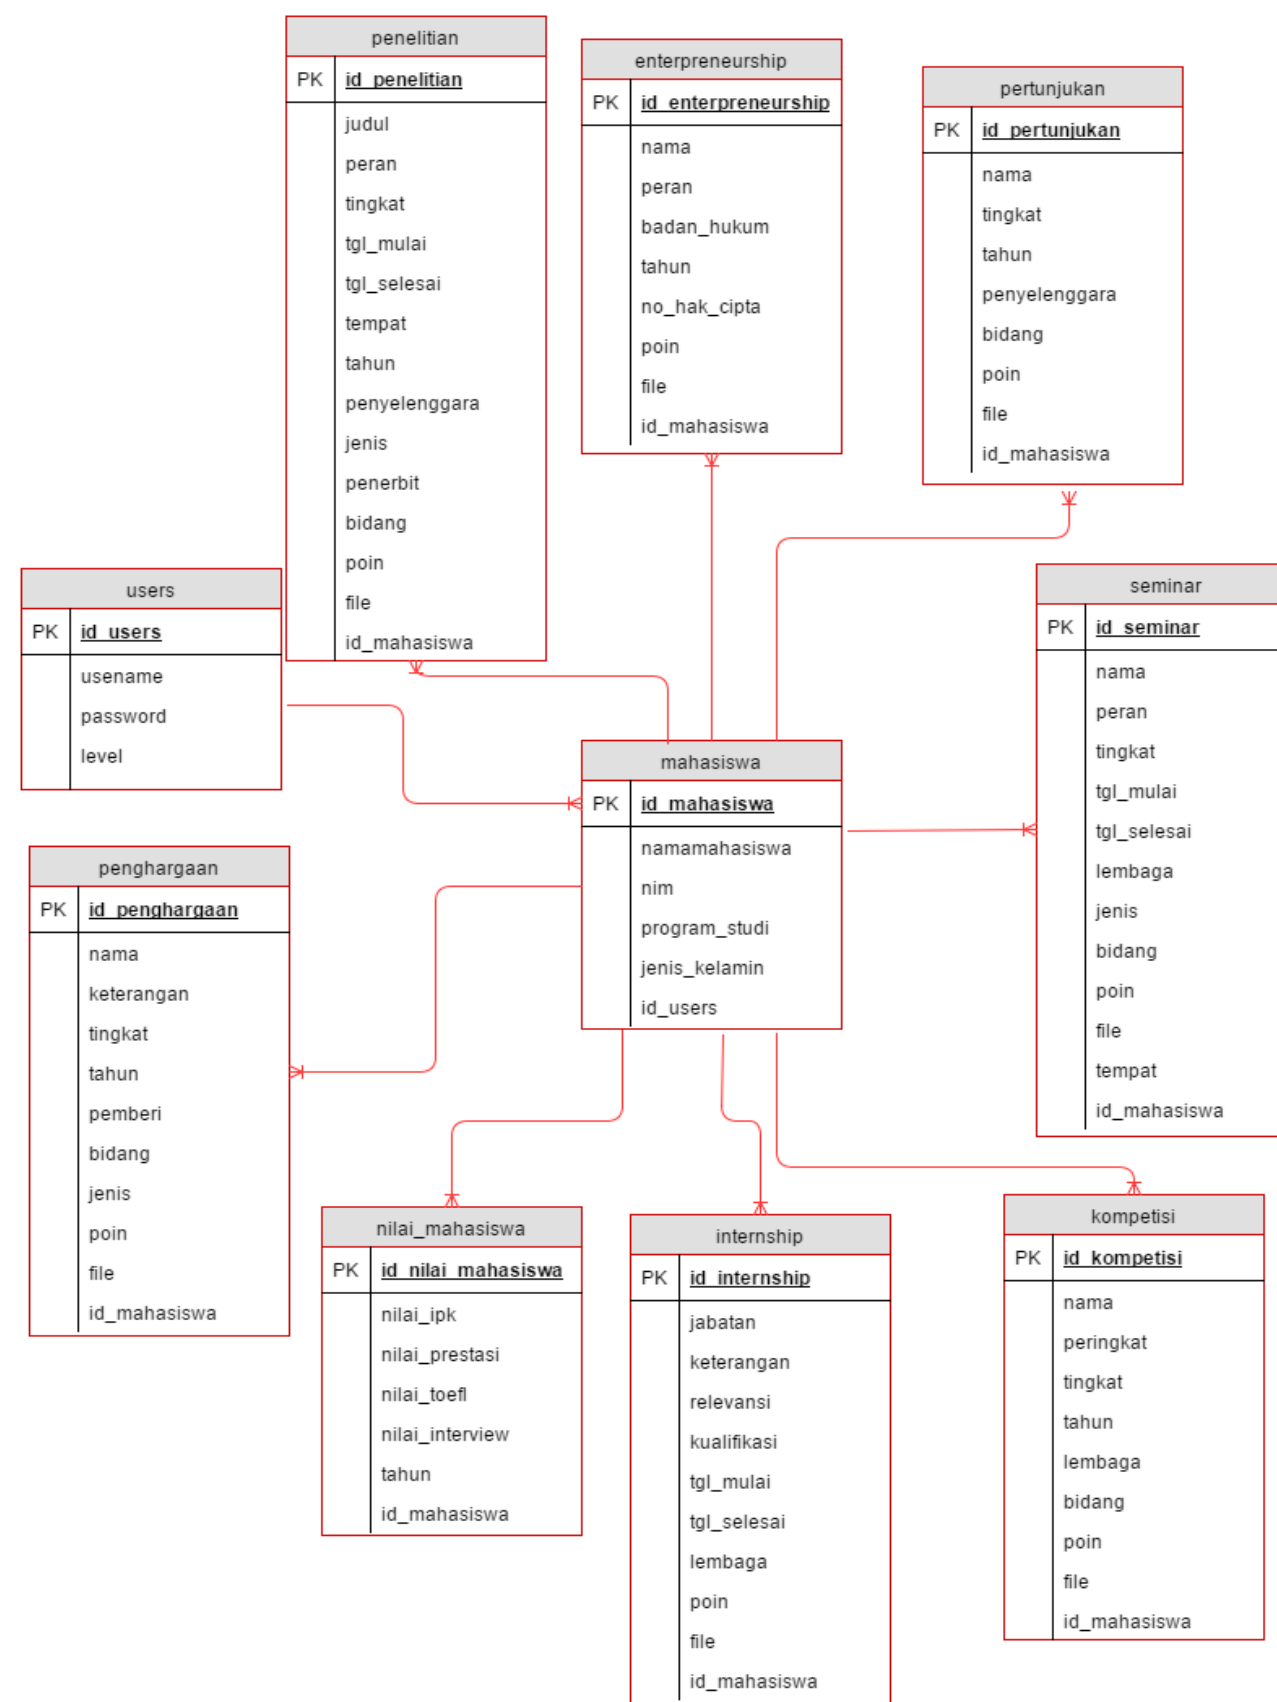 penelitian
PK id_penelitian
judul
peran
tingkat
tgl_mulai
tgl_selesai
tempat
tahun
penyelenggara
jenis
penerbit
bidang
poin
file
id_mahasiswa
enterpreneurship
PK id_enterpreneurship
nama
peran
badan_hukum
tahun
no_hak_cipta
poin
file
id_mahasiswa
pertunjukan
PK id_pertunjukan
nama
tingkat
tahun
penyelenggara
bidang
poin
file
id_mahasiswa
users
PK id_users
usename
password
level
mahasiswa
PK id_mahasiswa
namamahasiswa
nim
program_studi
jenis_kelamin
id_users
seminar
PK id_seminar
nama
peran
tingkat
tgl_mulai
tgl_selesai
lembaga
jenis
bidang
poin
file
tempat
id_mahasiswa
penghargaan
PK id_penghargaan
nama
keterangan
tingkat
tahun
pemberi
bidang
jenis
poin
file
id_mahasiswa
nilai_mahasiswa
PK id_nilai_mahasiswa
nilai_ipk
nilai_prestasi
nilai_toefl
nilai_interview
tahun
id_mahasiswa
internship
PK id_internship
jabatan
keterangan
relevansi
kualifikasi
tgl_mulai
tgl_selesai
lembaga
poin
file
id_mahasiswa
kompetisi
PK id_kompetisi
nama
peringkat
tingkat
tahun
lembaga
bidang
poin
file
id_mahasiswa